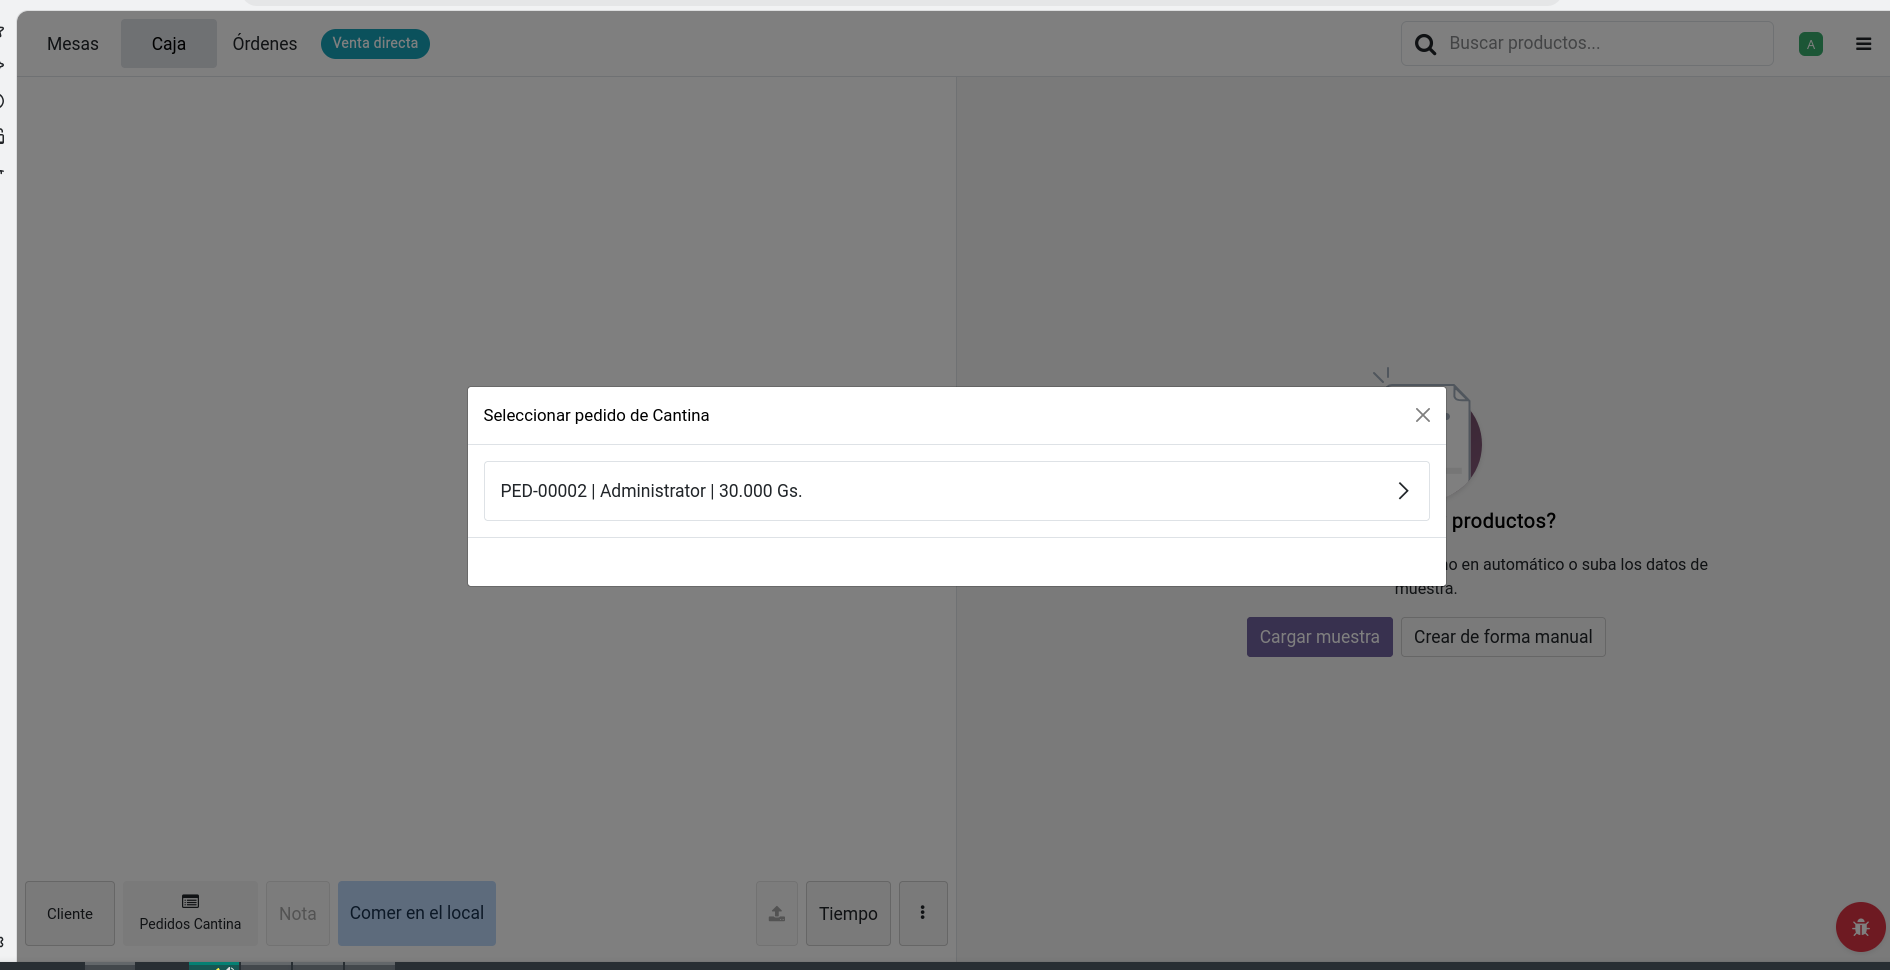 Mesas Caja Órdenes Venta directa Buscar productos... A
Seleccionar pedido de Cantina
PED-00002 | Administrator | 30.000 Gs.
productos?
en automático o suba los datos de
muestra.
Cargar muestra Crear de forma manual
Cliente Pedidos Cantina Nota Comer en el local Tiempo